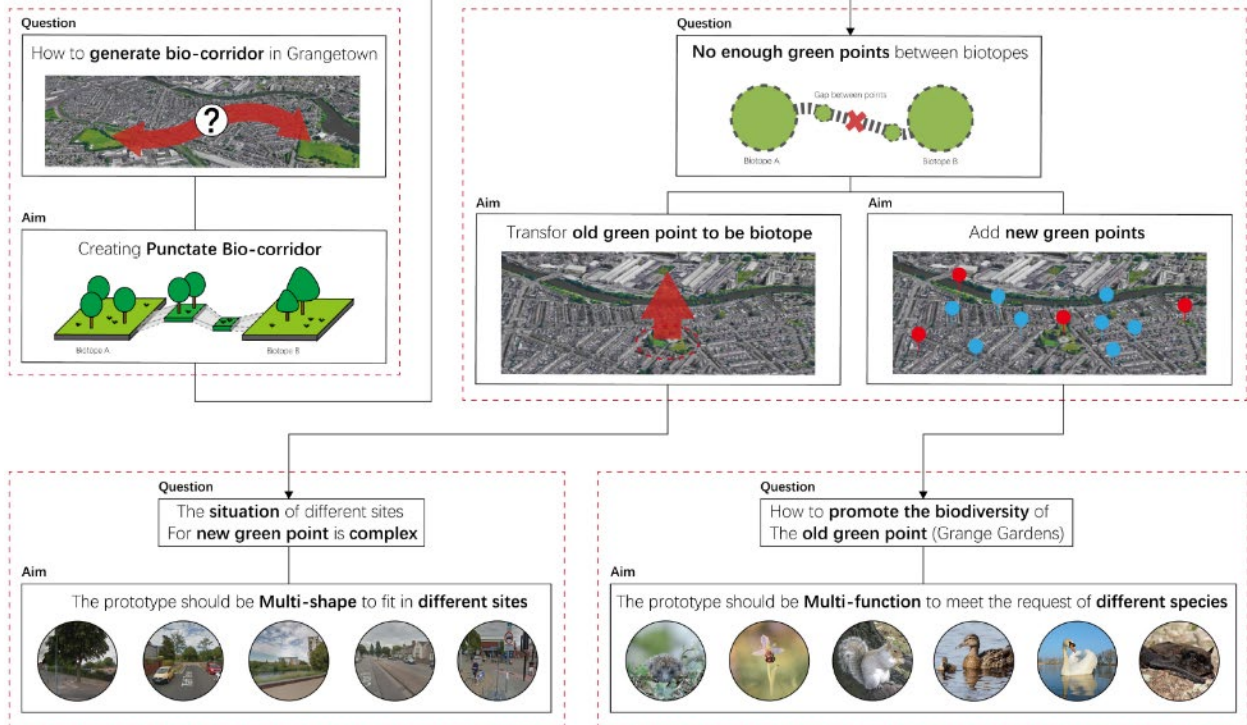 Question
How to generate bio-corridor in Grangetown
?
Aim
Creating Punctate Bio-corridor
Biotope A
Biotope B
Question
No enough green points between biotopes
Gap between points
Biotope A
Biotope B
Aim
Transfor old green point to be biotope
Aim
Add new green points
Question
The situation of different sites
For new green point is complex
Aim
The prototype should be Multi-shape to fit in different sites
Question
How to promote the biodiversity of
The old green point (Grange Gardens)
Aim
The prototype should be Multi-function to meet the request of different species